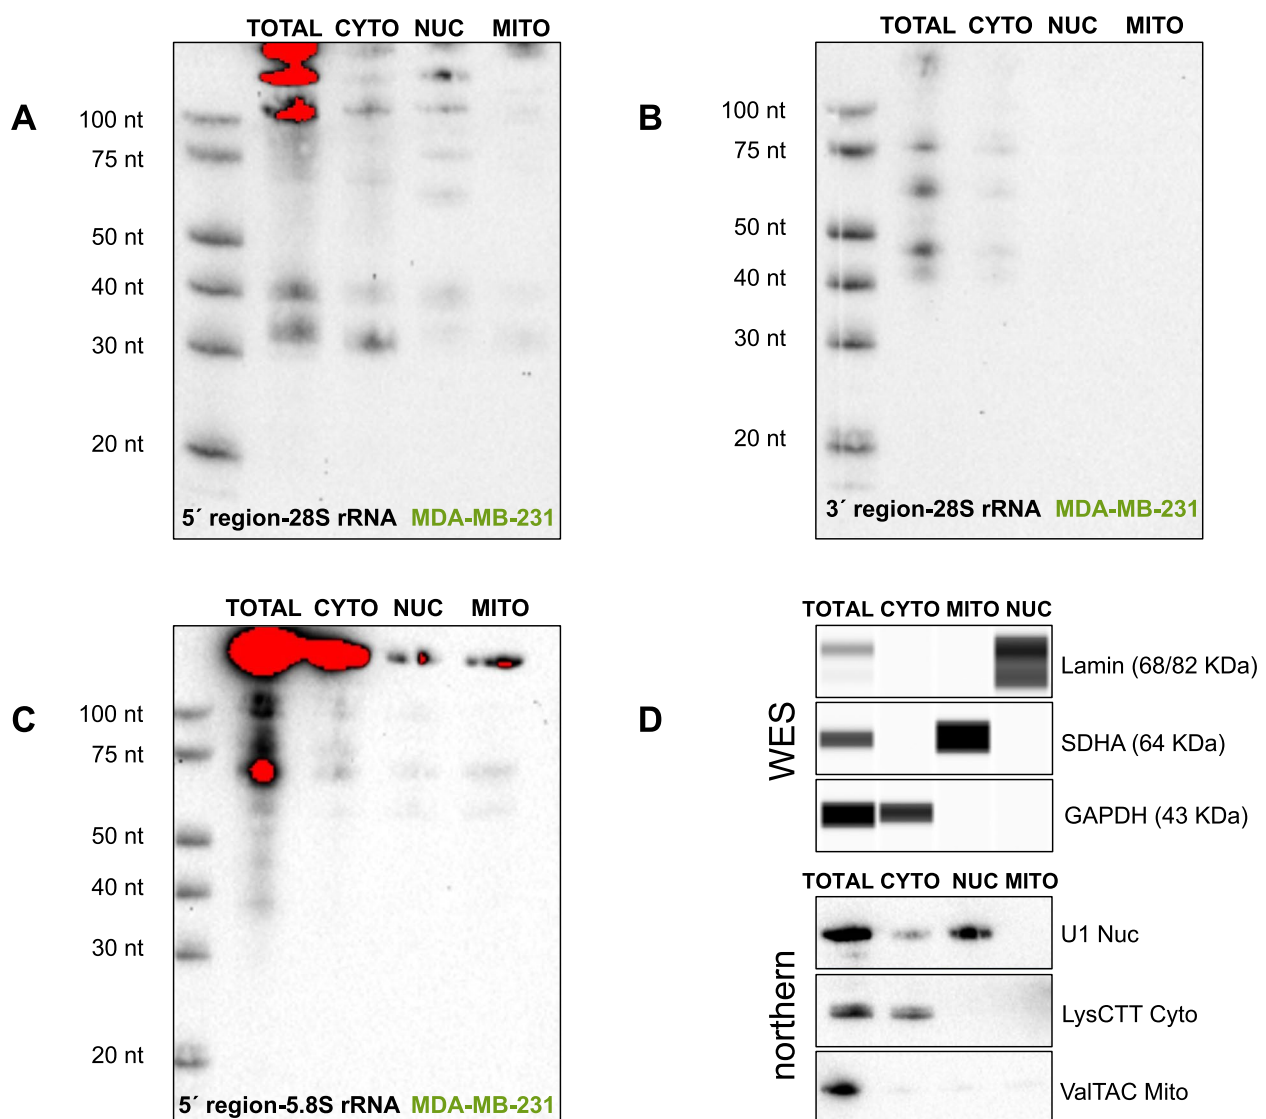 TOTAL CYTO NUC MITO
A
100 nt
75 nt
50 nt
40 nt
30 nt
20 nt
5´ region-28S rRNA MDA-MB-231
TOTAL CYTO NUC MITO
B
100 nt
75 nt
50 nt
40 nt
30 nt
20 nt
3´ region-28S rRNA MDA-MB-231
TOTAL CYTO NUC MITO
C
100 nt
75 nt
50 nt
40 nt
30 nt
20 nt
5´ region-5.8S rRNA MDA-MB-231
D
TOTAL CYTO MITO NUC
WES
Lamin (68/82 KDa)
SDHA (64 KDa)
GAPDH (43 KDa)
TOTAL CYTO NUC MITO
northern
U1 Nuc
LysCTT Cyto
ValTAC Mito